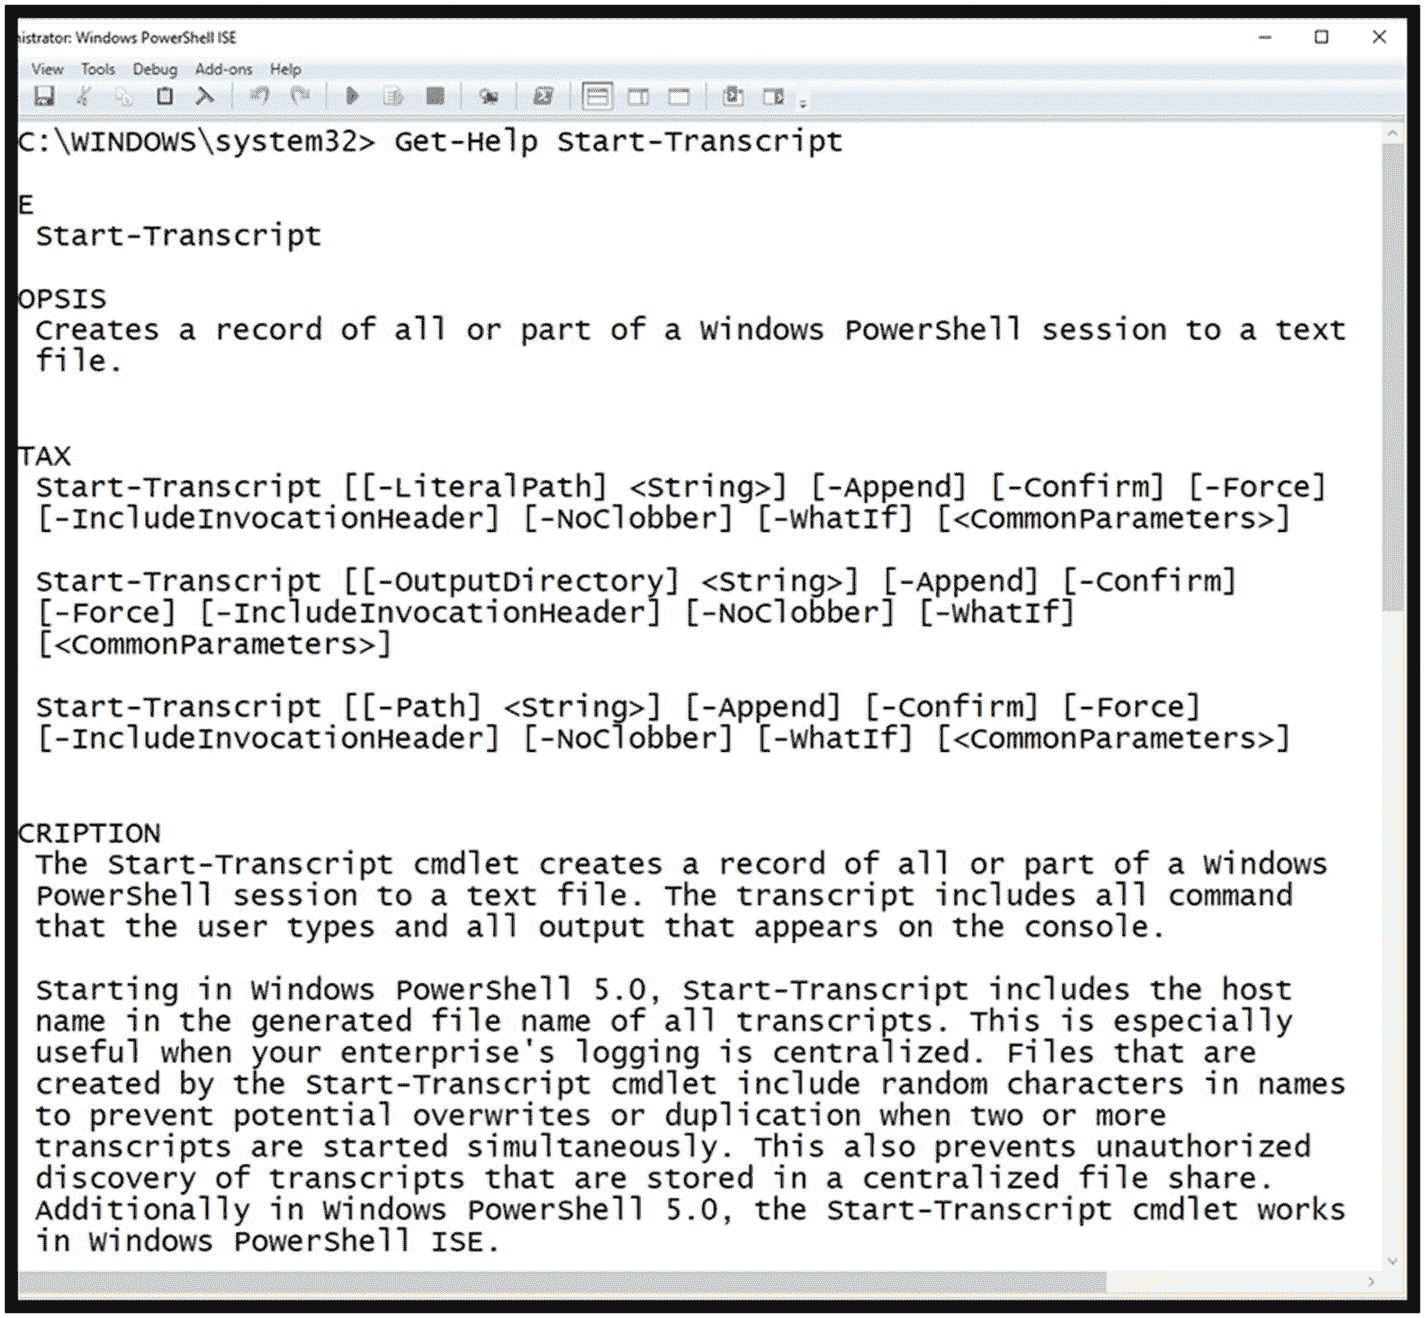 istrator: Windows PowerShell ISE
View Tools Debug Add-ons Help
C:\WINDOWS\system32> Get-Help Start-Transcript
E
Start-Transcript
OPSIS
Creates a record of all or part of a Windows PowerShell session to a text
file.
TAX
Start-Transcript [[-LiteralPath] <String>] [-Append] [-Confirm] [-Force]
[-IncludeInvocationHeader] [-NoClobber] [-WhatIf] [<CommonParameters>]
Start-Transcript [[-OutputDirectory] <String>] [-Append] [-Confirm]
[-Force] [-IncludeInvocationHeader] [-NoClobber] [-WhatIf]
[<CommonParameters>]
Start-Transcript [[-Path] <String>] [-Append] [-Confirm] [-Force]
[-IncludeInvocationHeader] [-NoClobber] [-WhatIf] [<CommonParameters>]
CRIPTION
The Start-Transcript cmdlet creates a record of all or part of a Windows
PowerShell session to a text file. The transcript includes all command
that the user types and all output that appears on the console.
Starting in Windows PowerShell 5.0, Start-Transcript includes the host
name in the generated file name of all transcripts. This is especially
useful when your enterprise's logging is centralized. Files that are
created by the Start-Transcript cmdlet include random characters in names
to prevent potential overwrites or duplication when two or more
transcripts are started simultaneously. This also prevents unauthorized
discovery of transcripts that are stored in a centralized file share.
Additionally in Windows PowerShell 5.0, the Start-Transcript cmdlet works
in Windows PowerShell ISE.